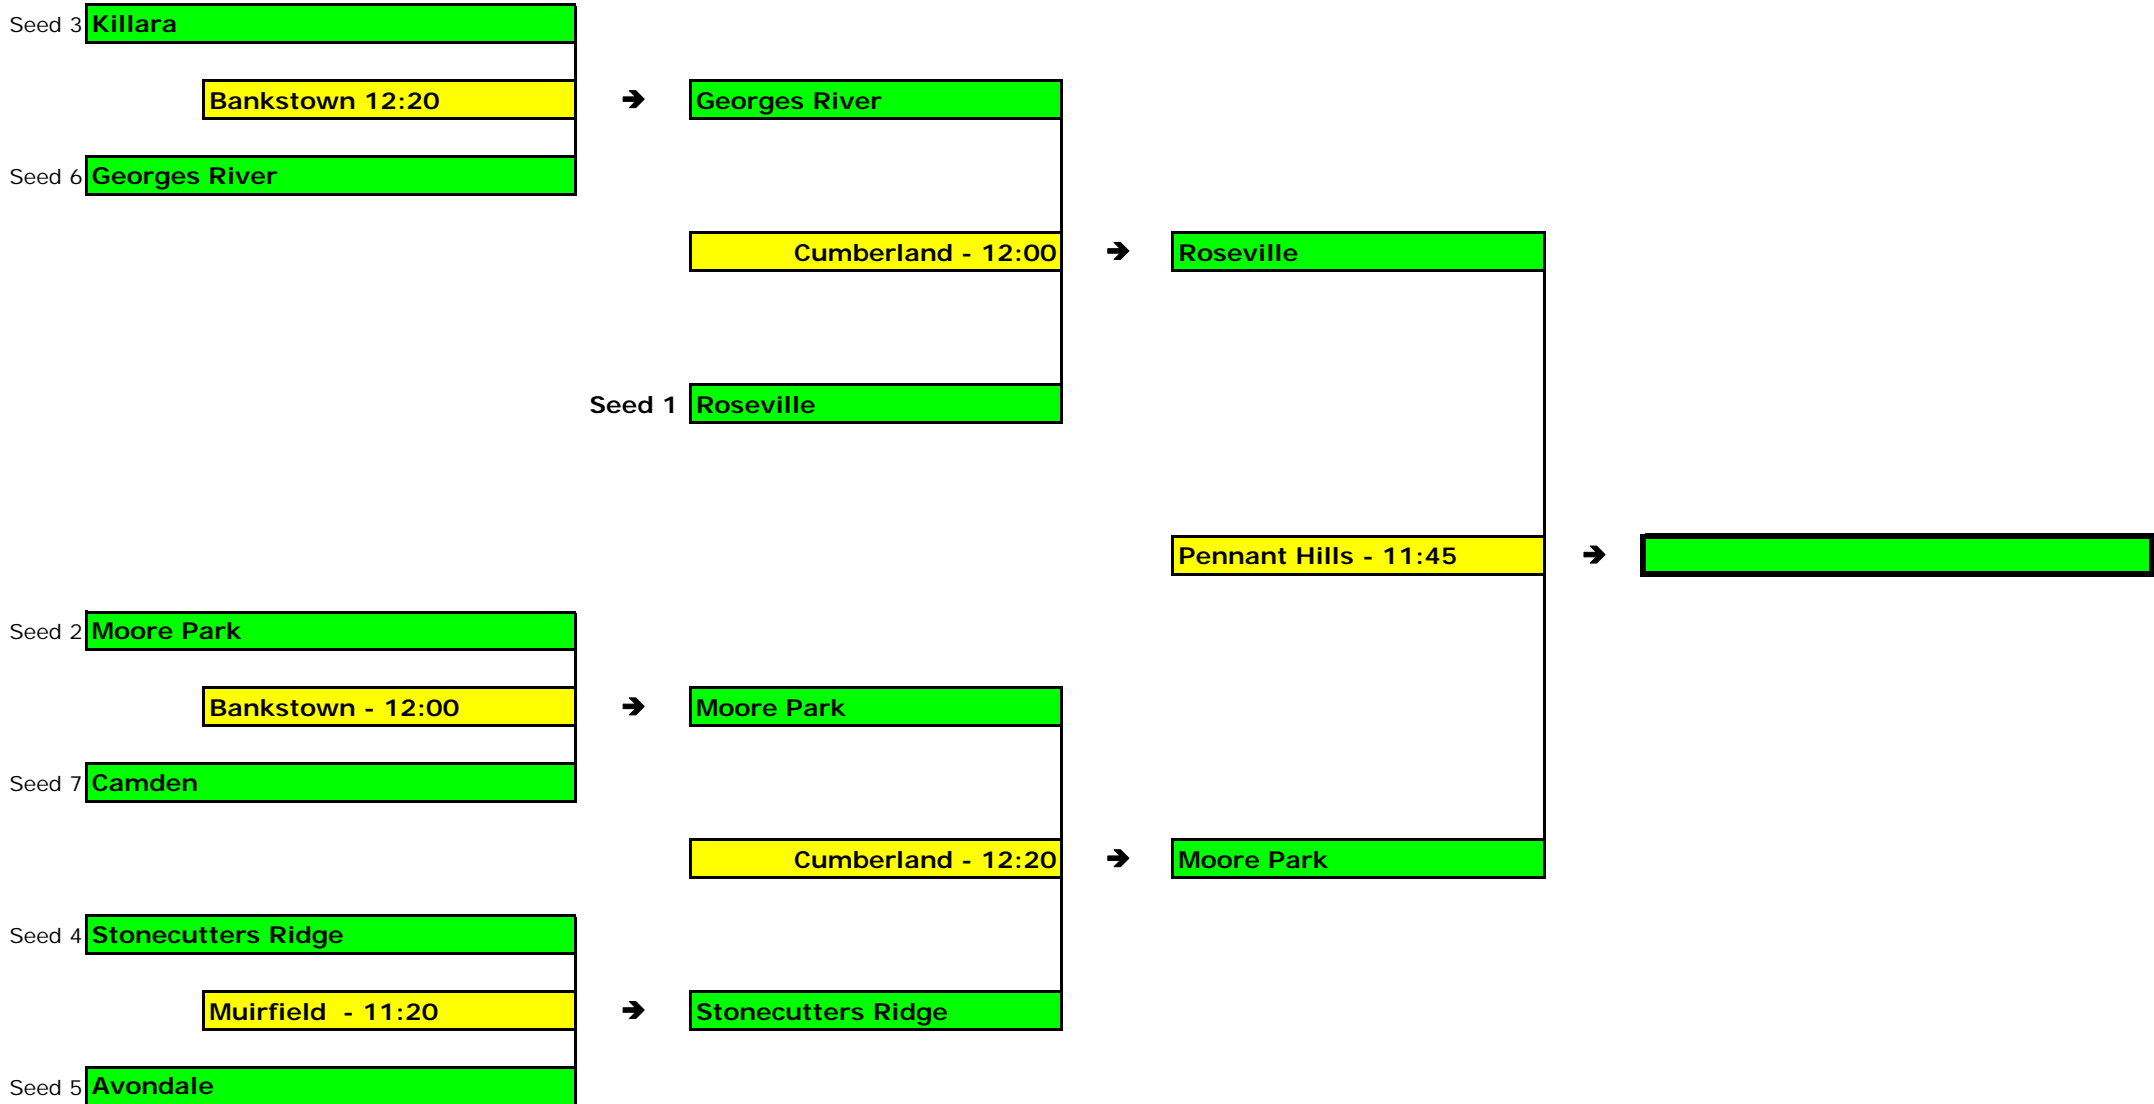 Seed 3 Killara
Bankstown 12:20 ➔ Georges River
Seed 6 Georges River
Cumberland - 12:00 ➔ Roseville
Seed 1 Roseville
Pennant Hills - 11:45 ➔
Seed 2 Moore Park
Bankstown - 12:00 ➔ Moore Park
Seed 7 Camden
Cumberland - 12:20 ➔ Moore Park
Seed 4 Stonecutters Ridge
Muirfield  - 11:20 ➔ Stonecutters Ridge
Seed 5 Avondale